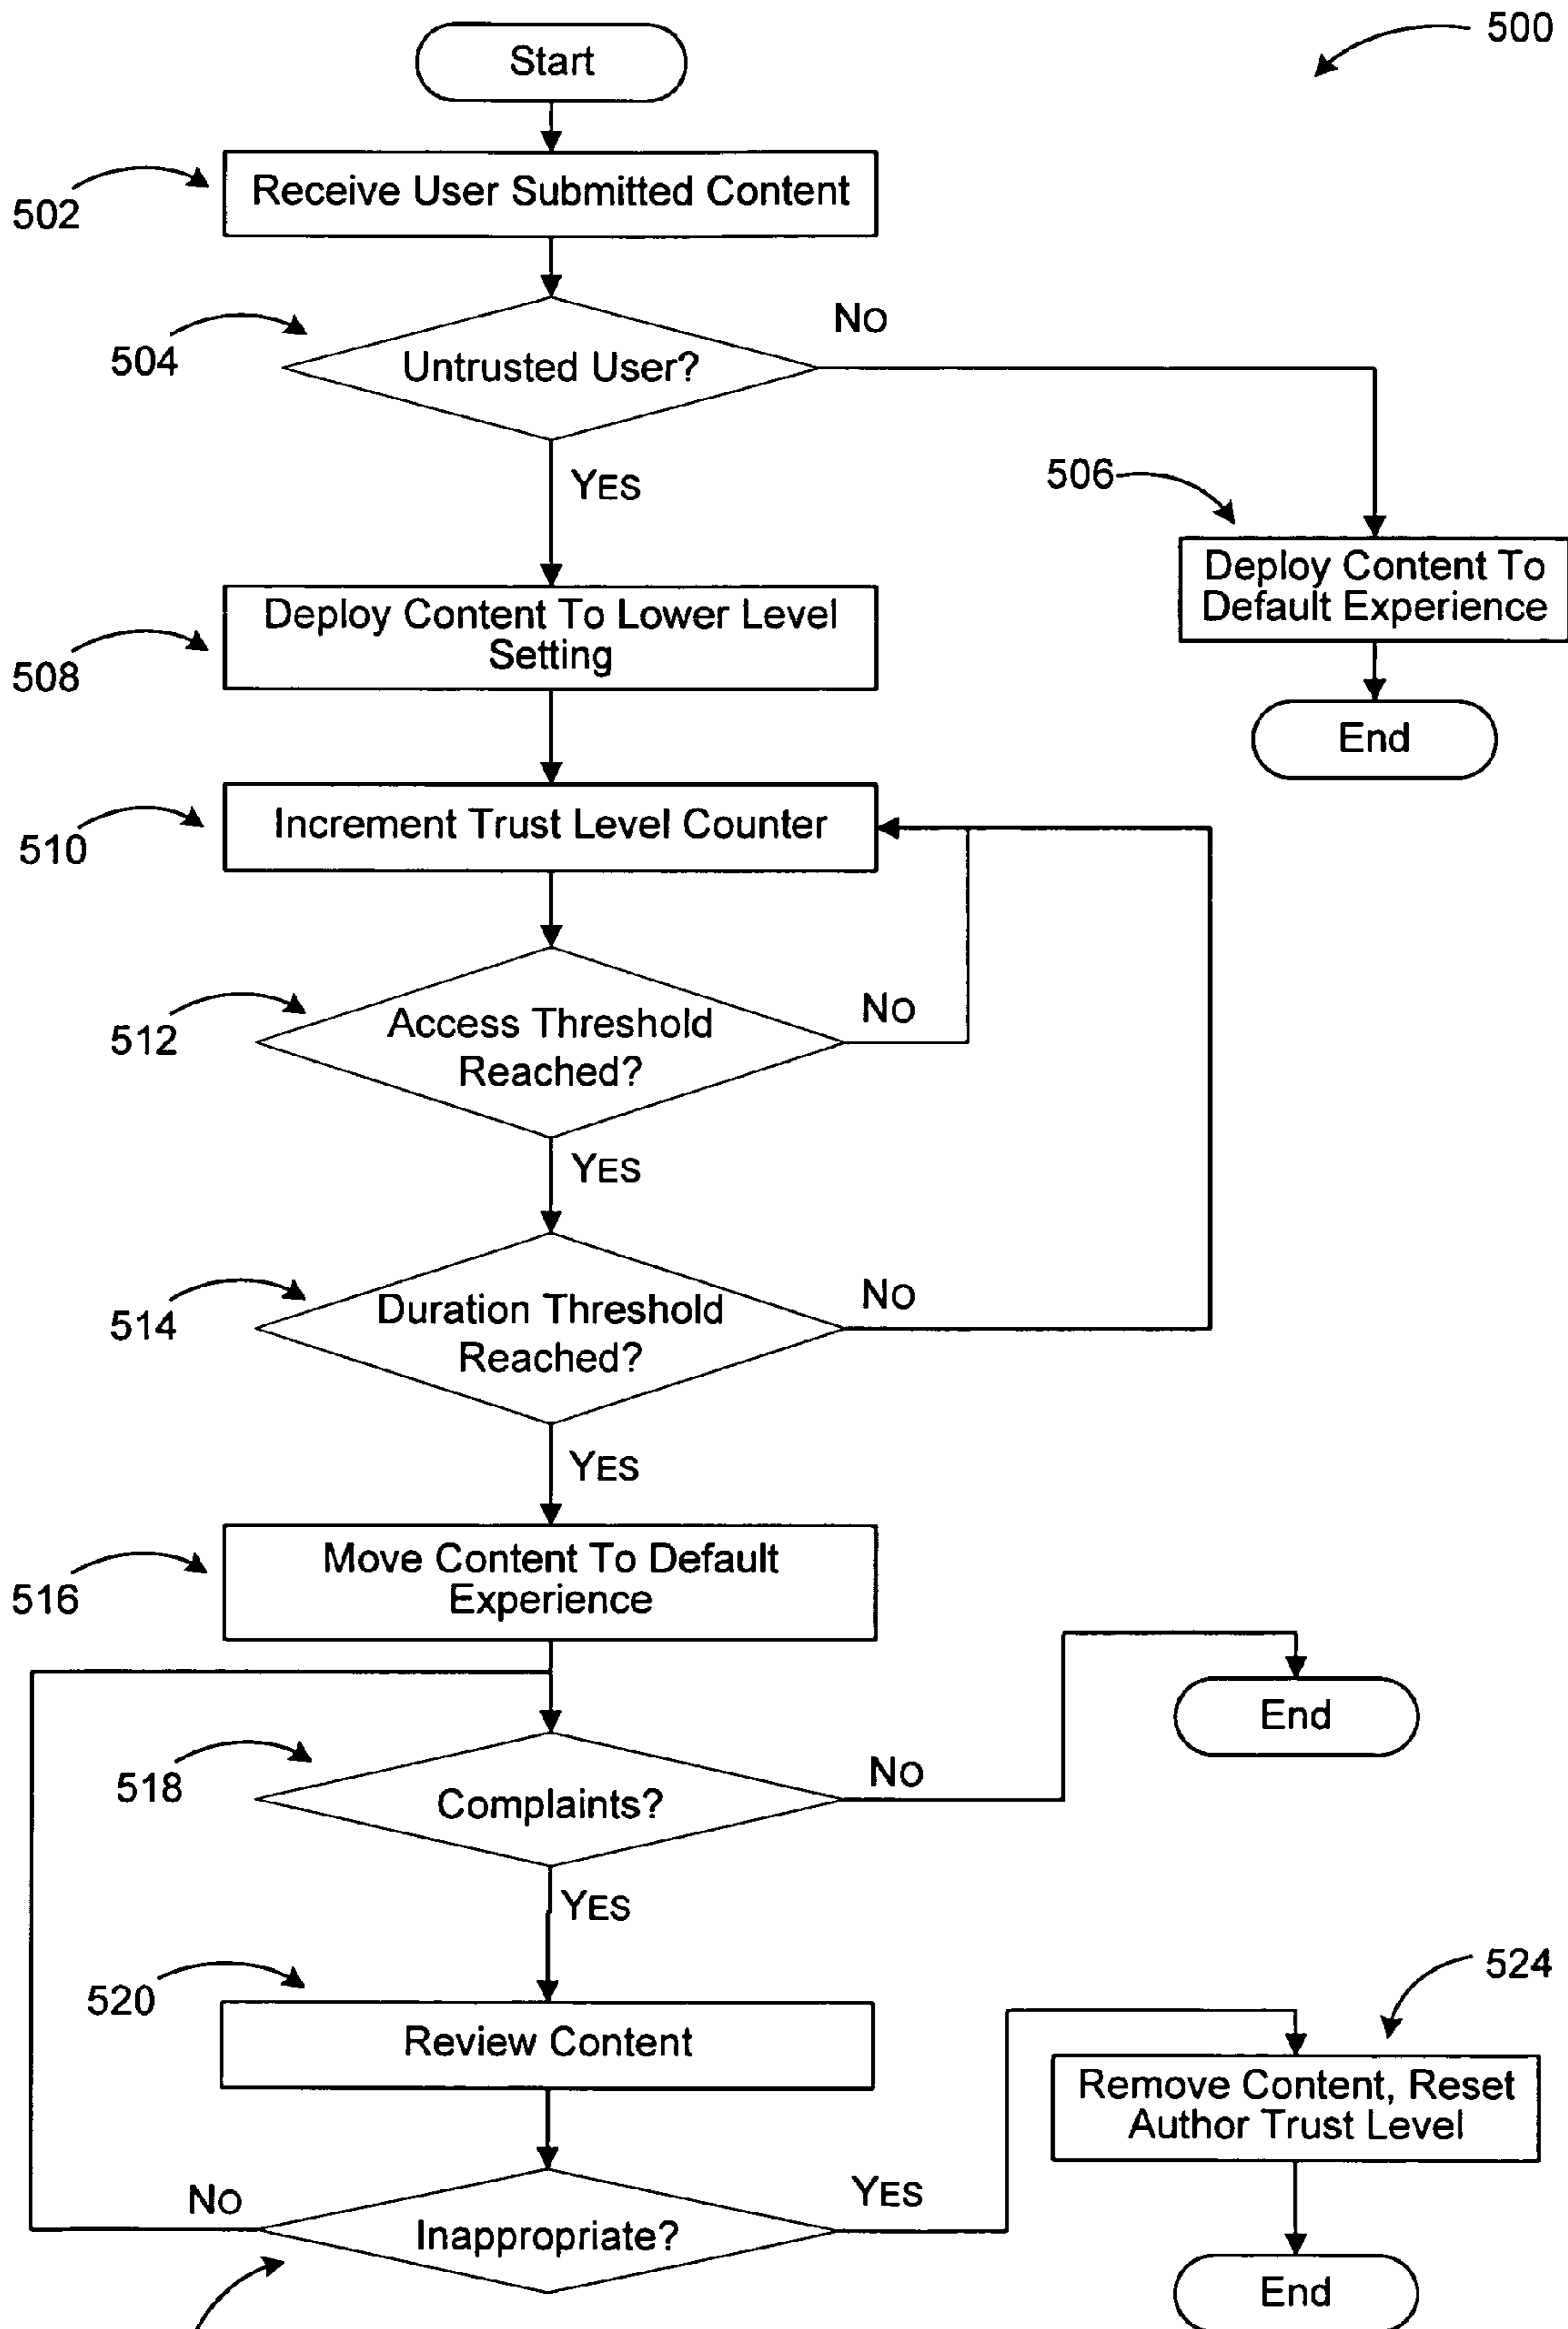 500
Start
502
Receive User Submitted Content
504
Untrusted User?
NO
YES
506
Deploy Content To
Default Experience
End
508
Deploy Content To Lower Level
Setting
510
Increment Trust Level Counter
512
Access Threshold
Reached?
NO
YES
514
Duration Threshold
Reached?
NO
YES
516
Move Content To Default
Experience
End
518
Complaints?
NO
YES
520
Review Content
524
Remove Content, Reset
Author Trust Level
NO
Inappropriate?
YES
End